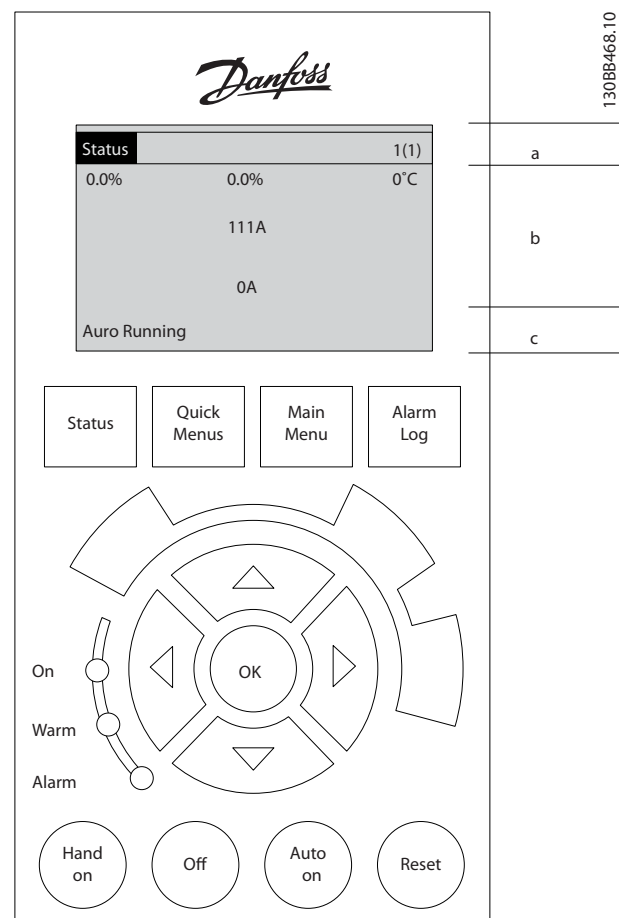 130BB468.10
Danfoss
Status 1(1)
a
0.0% 0.0% 0°C
111A
b
0A
Auro Running
c
Status
Quick
Menus
Main
Menu
Alarm
Log
On
OK
Warm
Alarm
Hand
on
Off
Auto
on
Reset